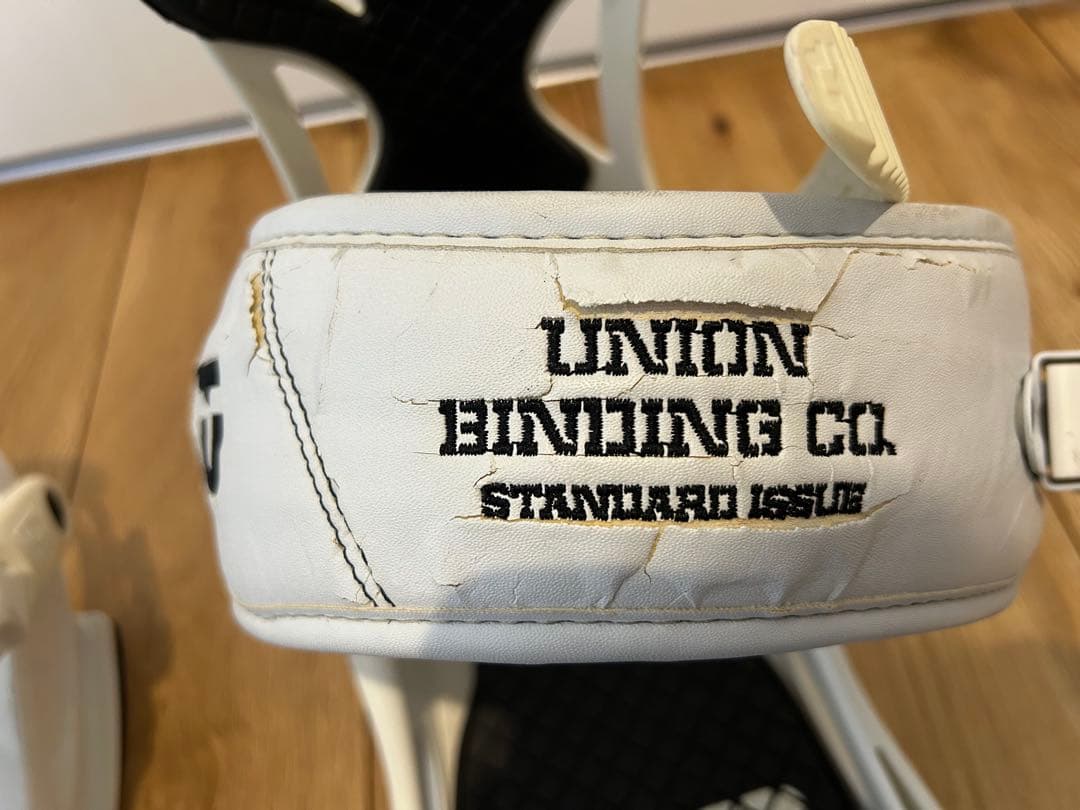 UNION
BINDING CO.
STANDARD ISSUE